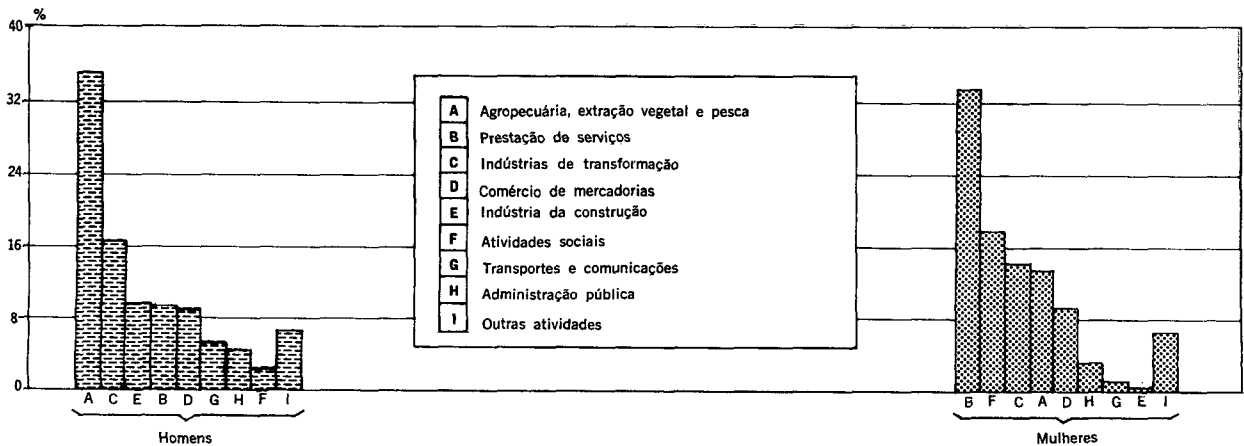 %
40
32
24
16
8
0
A Agropecuária, extração vegetal e pesca
B Prestação de serviços
C Indústrias de transformação
D Comércio de mercadorias
E Indústria da construção
F Atividades sociais
G Transportes e comunicações
H Administração pública
I Outras atividades
A C E B D G H F I
Homens
B F C A D H G E I
Mulheres